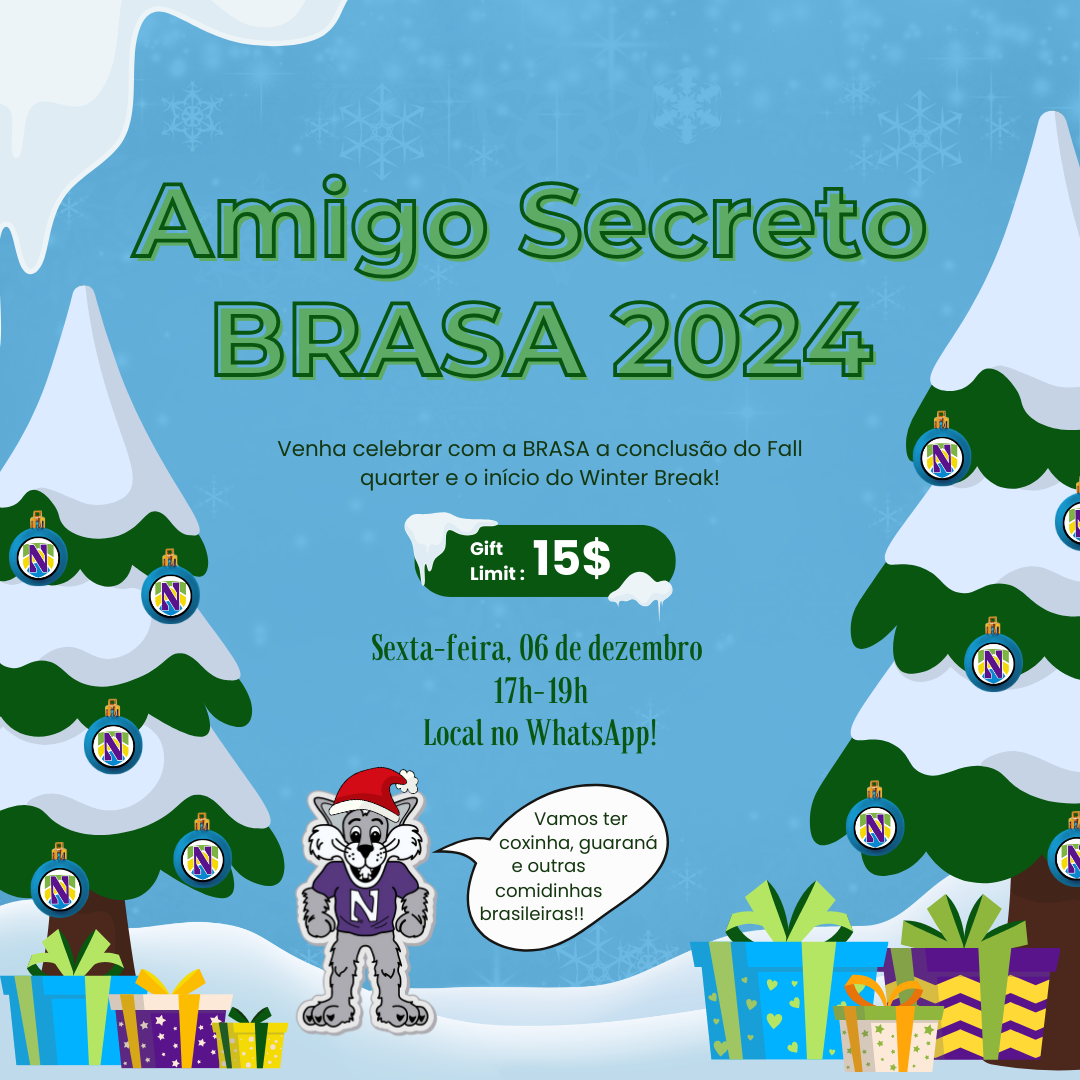 Amigo Secreto
BRASA 2024
Venha celebrar com a BRASA a conclusão do Fall
quarter e o início do Winter Break!
Gift
Limit : 15$
Sexta-feira, 06 de dezembro
17h-19h
Local no WhatsApp!
Vamos ter
coxinha, guaraná
e outras
comidinhas
brasileiras!!
N
N
N
N
N
N
N
N
N
N
N